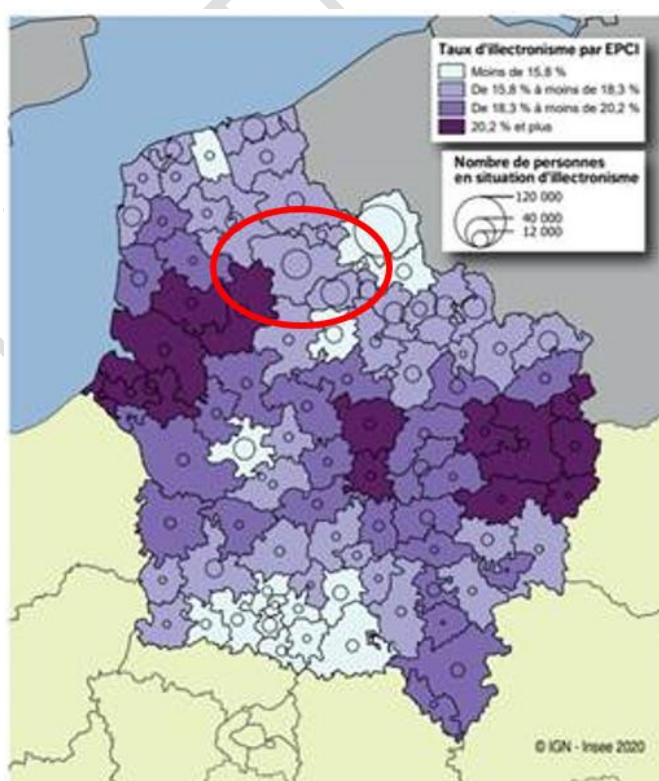 Taux d'illectronisme par EPCI
Moins de 15,8 %
De 15,8 % à moins de 18,3 %
De 18,3 % à moins de 20,2 %
20,2 % et plus
Nombre de personnes
en situation d'illectronisme
120 000
40 000
12 000
© IGN - Insee 2020